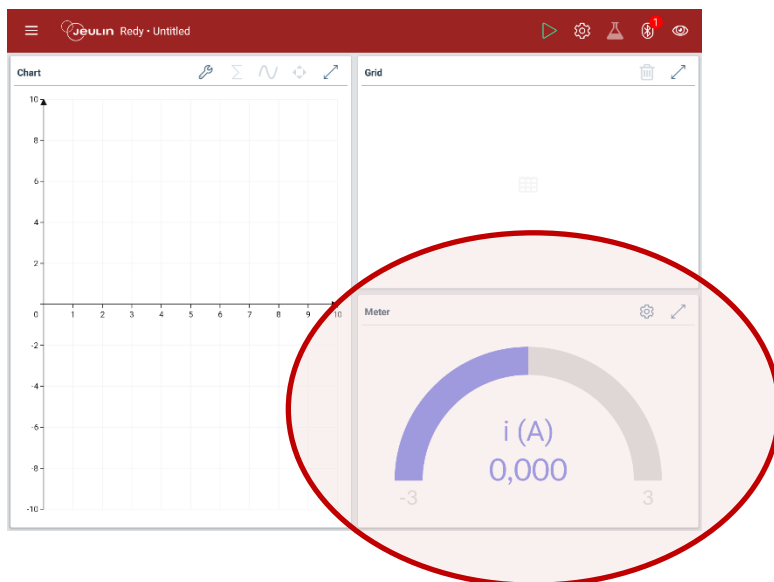 Jeulin Redy • Untitled
1
Chart
Grid
10
8
6
4
2
0 1 2 3 4 5 6 7 8 9 10
-2
-4
-6
-8
-10
Meter
i (A)
0,000
-3 3